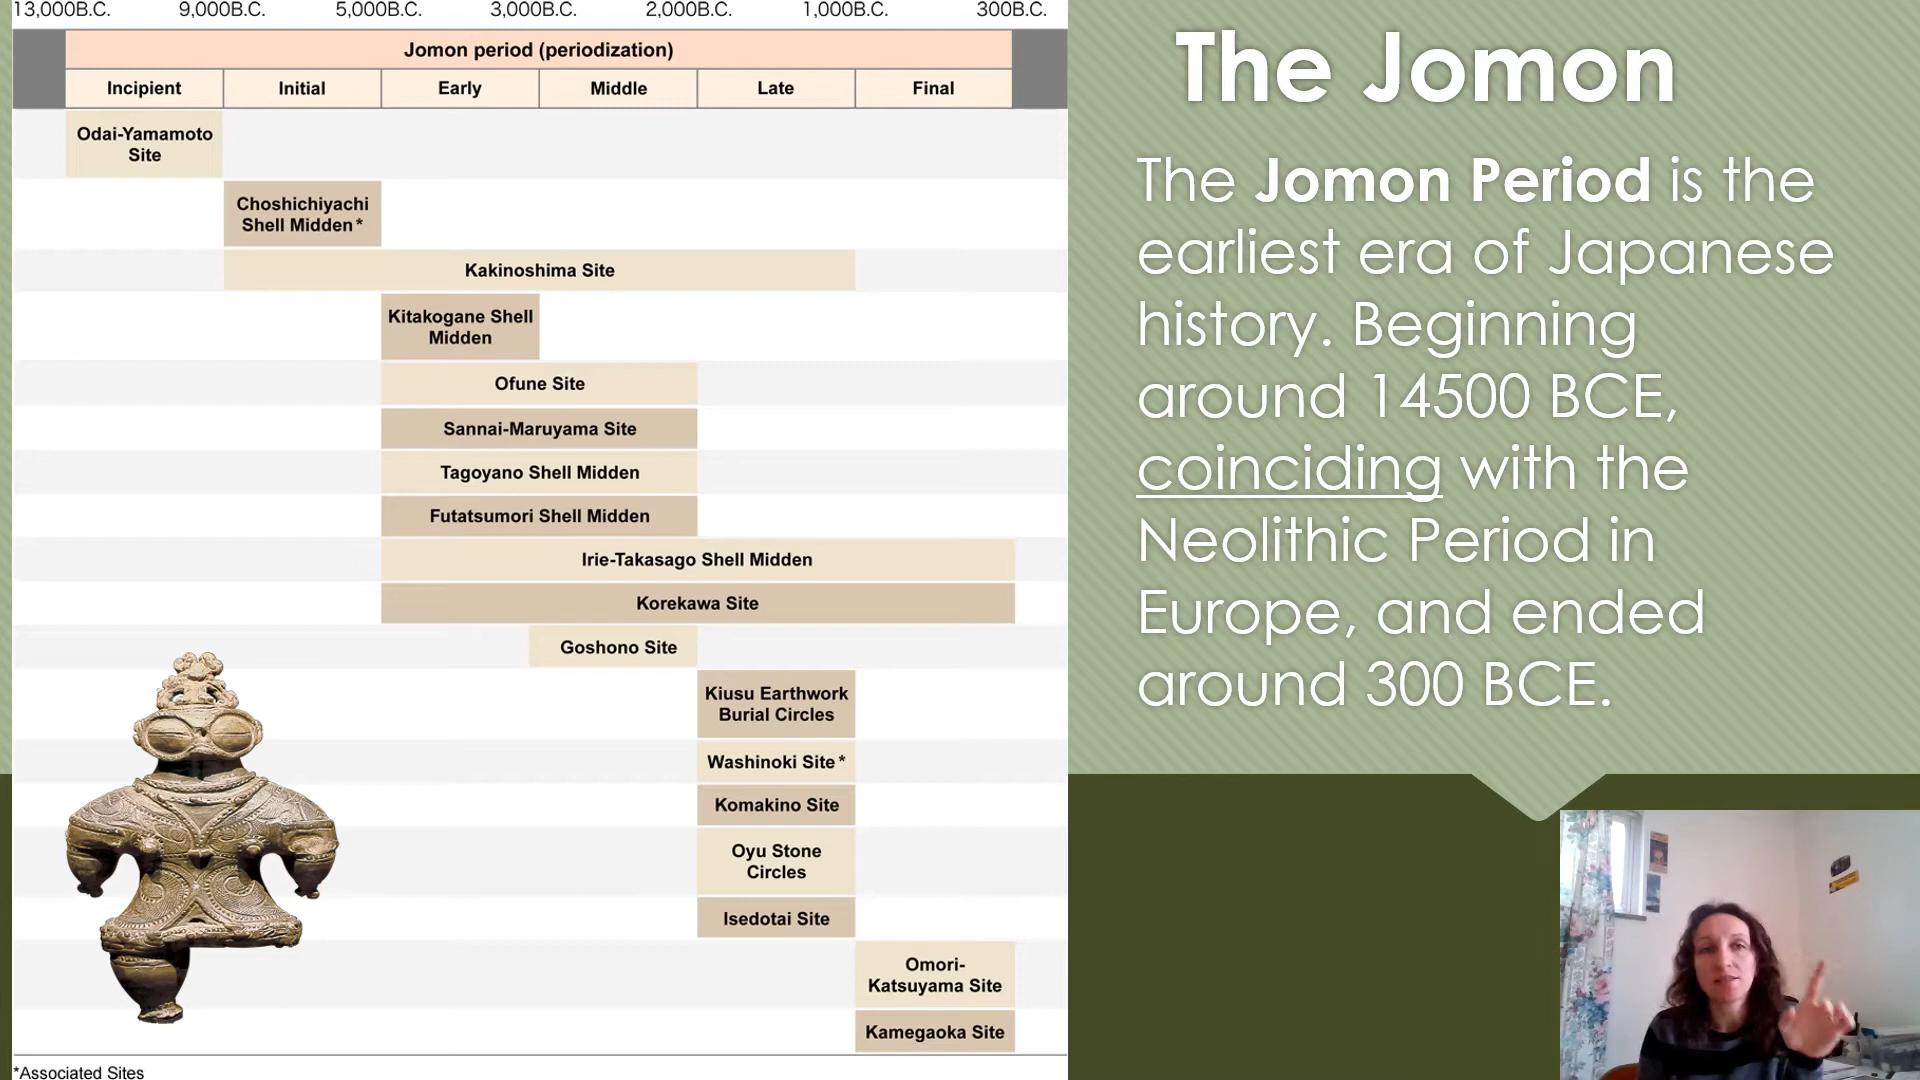 13,000B.C. 9,000B.C. 5,000B.C. 3,000B.C. 2,000B.C. 1,000B.C. 300B.C.
Jomon period (periodization)
Incipient Initial Early Middle Late Final
Odai-Yamamoto
Site
Choshichiyachi
Shell Midden*
Kakinoshima Site
Kitakogane Shell
Midden
Ofune Site
Sannai-Maruyama Site
Tagoyano Shell Midden
Futatsumori Shell Midden
Irie-Takasago Shell Midden
Korekawa Site
Goshono Site
Kiusu Earthwork
Burial Circles
Washinoki Site*
Komakino Site
Oyu Stone
Circles
Isedotai Site
Omori-
Katsuyama Site
Kamegaoka Site
*Associated Sites
The Jomon
The Jomon Period is the
earliest era of Japanese
history. Beginning
around 14500 BCE,
coinciding with the
Neolithic Period in
Europe, and ended
around 300 BCE.